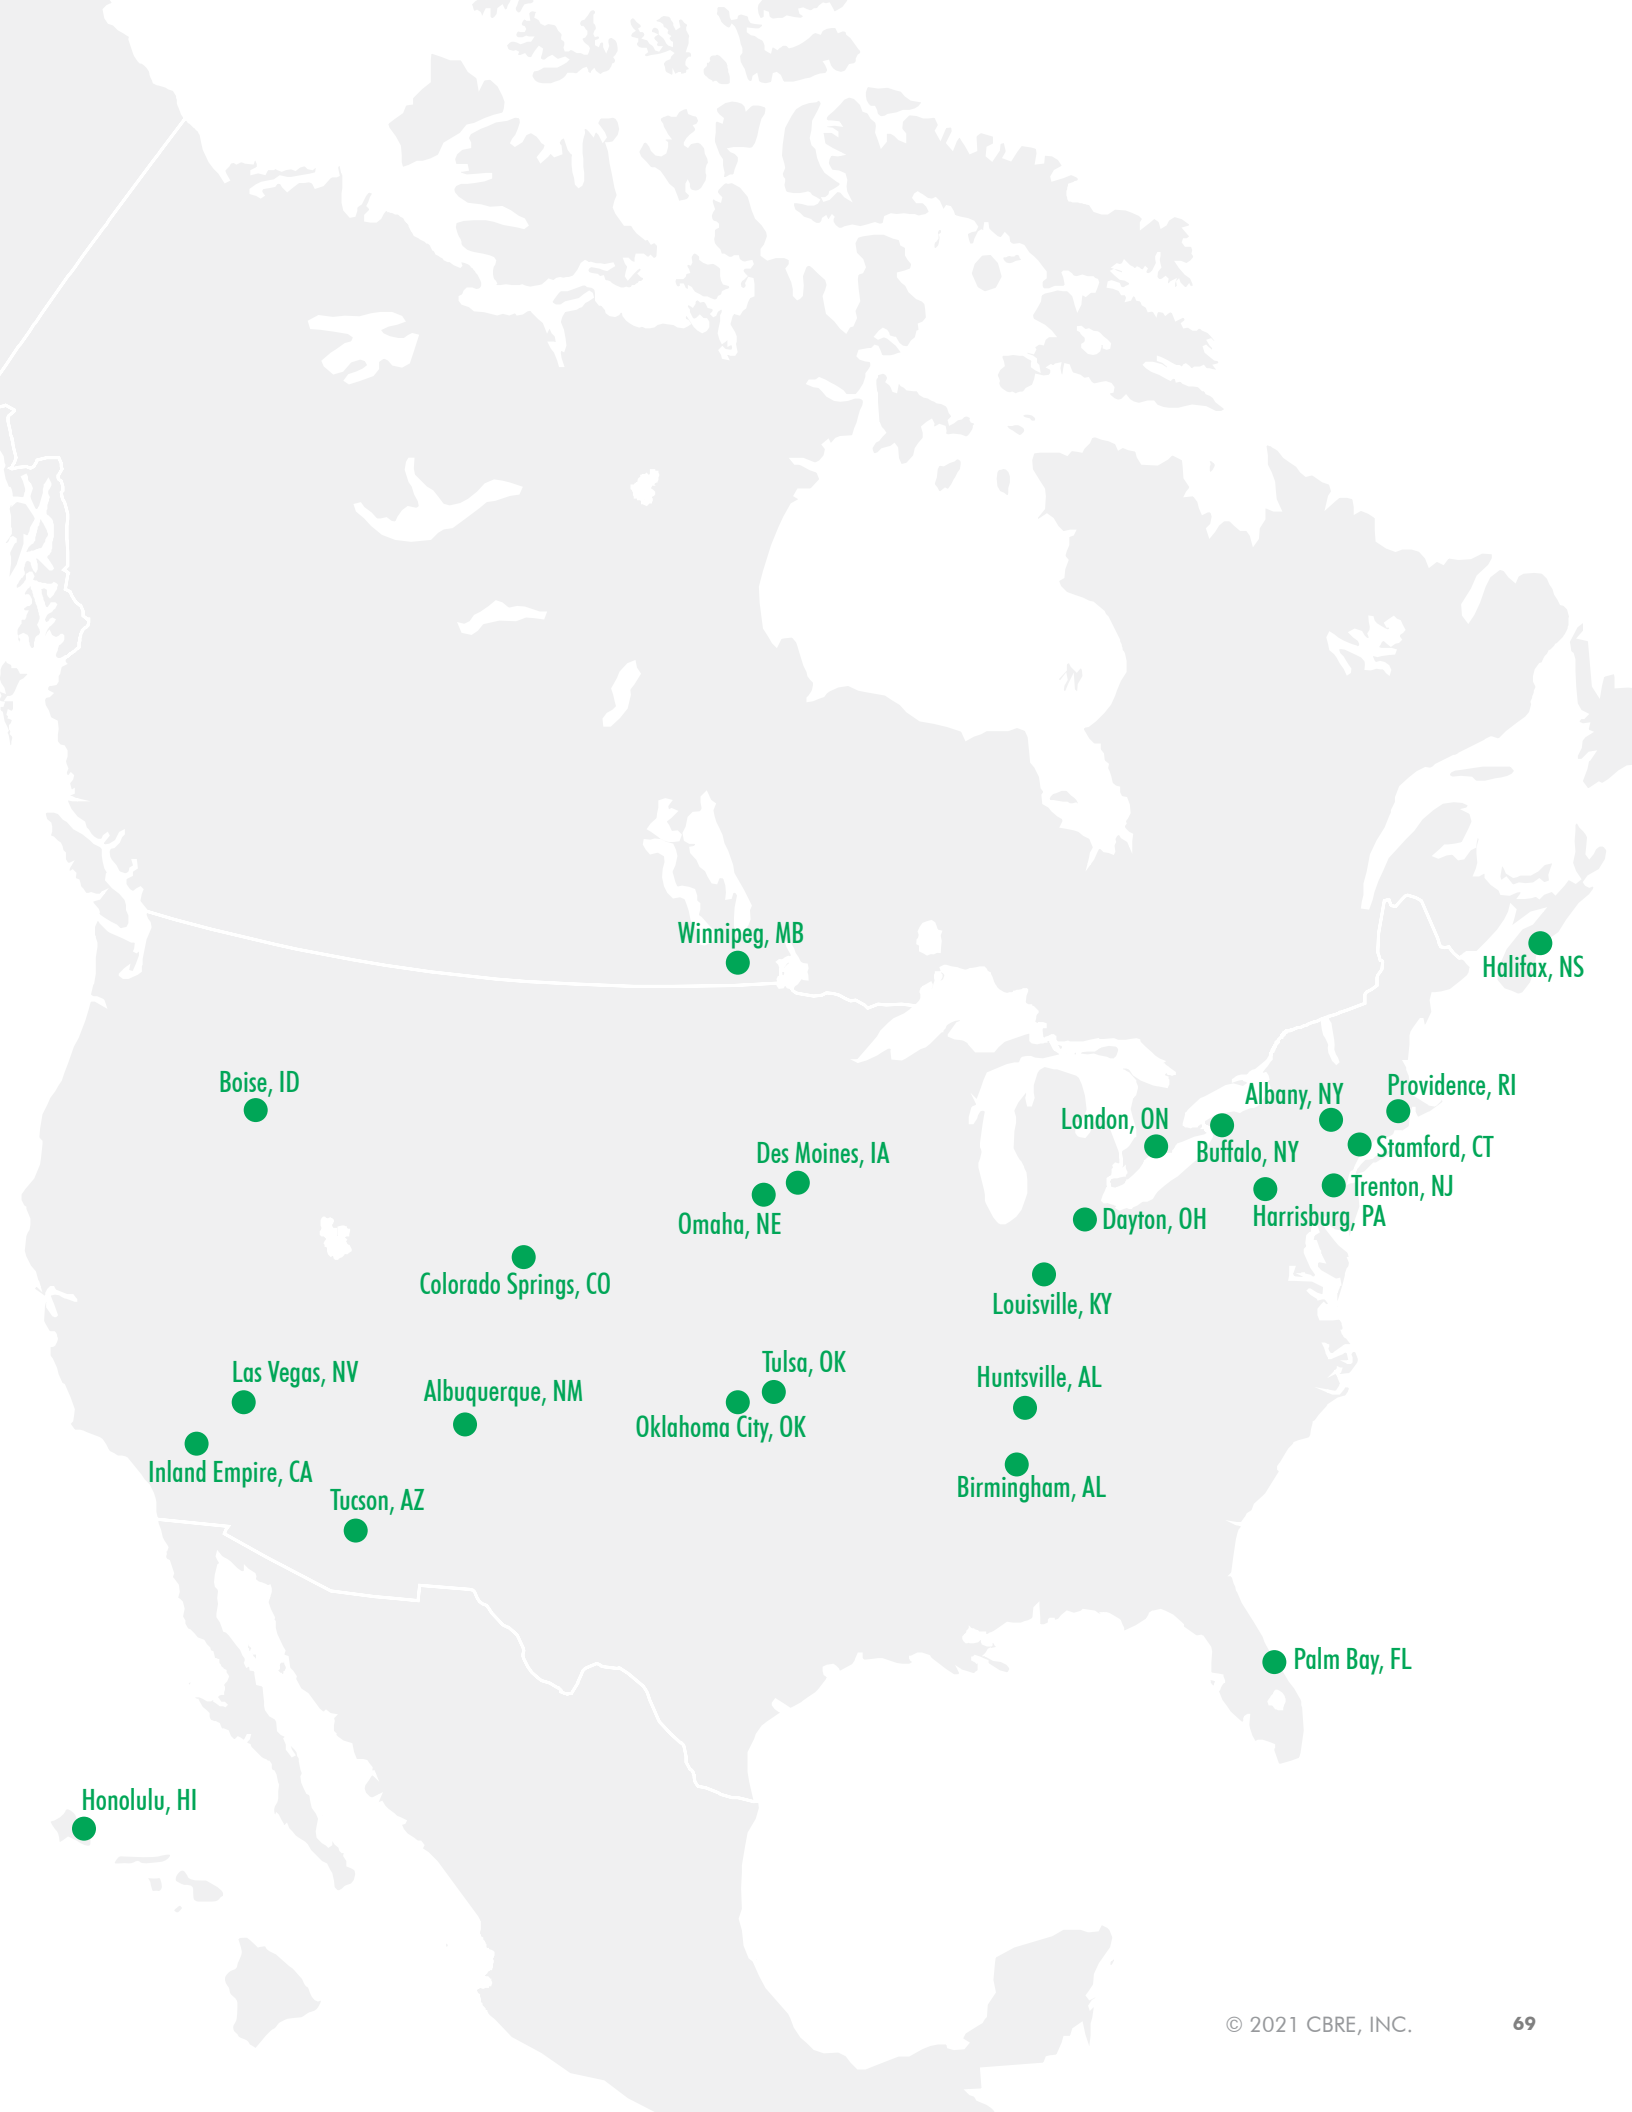 Winnipeg, MB
Halifax, NS
Boise, ID
Albany, NY
Providence, RI
London, ON
Buffalo, NY
Stamford, CT
Des Moines, IA
Trenton, NJ
Omaha, NE
Dayton, OH
Harrisburg, PA
Colorado Springs, CO
Louisville, KY
Tulsa, OK
Las Vegas, NV
Huntsville, AL
Albuquerque, NM
Oklahoma City, OK
Inland Empire, CA
Birmingham, AL
Tucson, AZ
Palm Bay, FL
Honolulu, HI
© 2021 CBRE, INC.
69